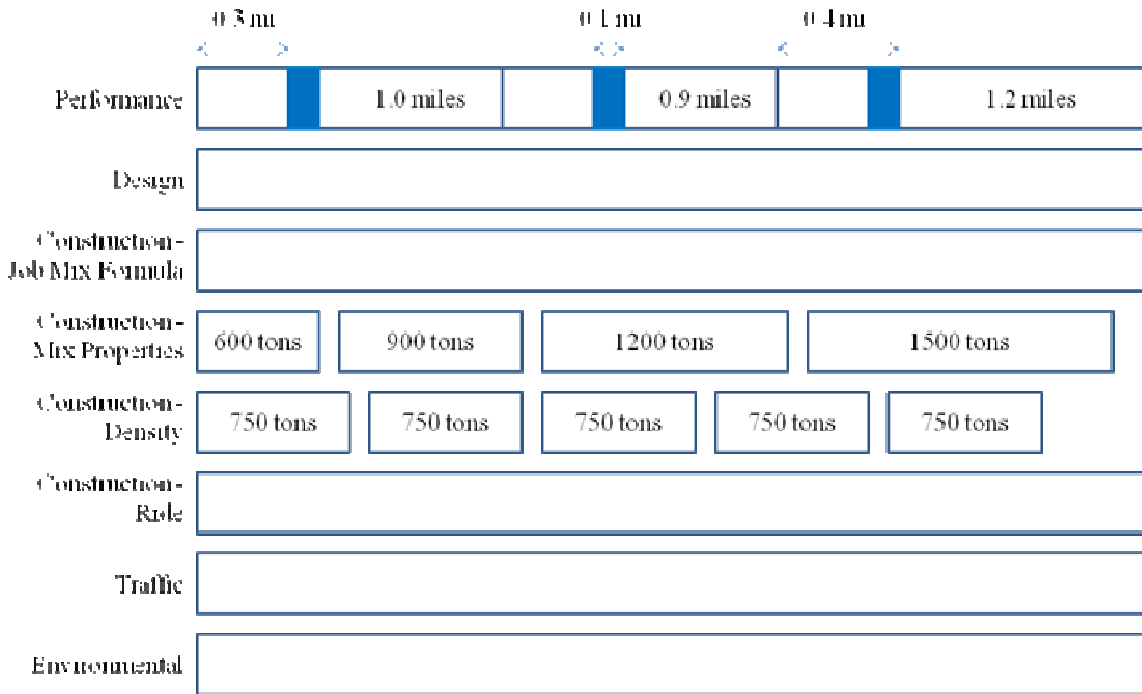 0.3 mi 0.1 mi 0.4 mi
Performance 1.0 miles 0.9 miles 1.2 miles
Design
Construction -
Job Mix Formula
Construction -
Mix Properties
600 tons 900 tons 1200 tons 1500 tons
Construction -
Density
750 tons 750 tons 750 tons 750 tons 750 tons
Construction -
Ride
Traffic
Environmental